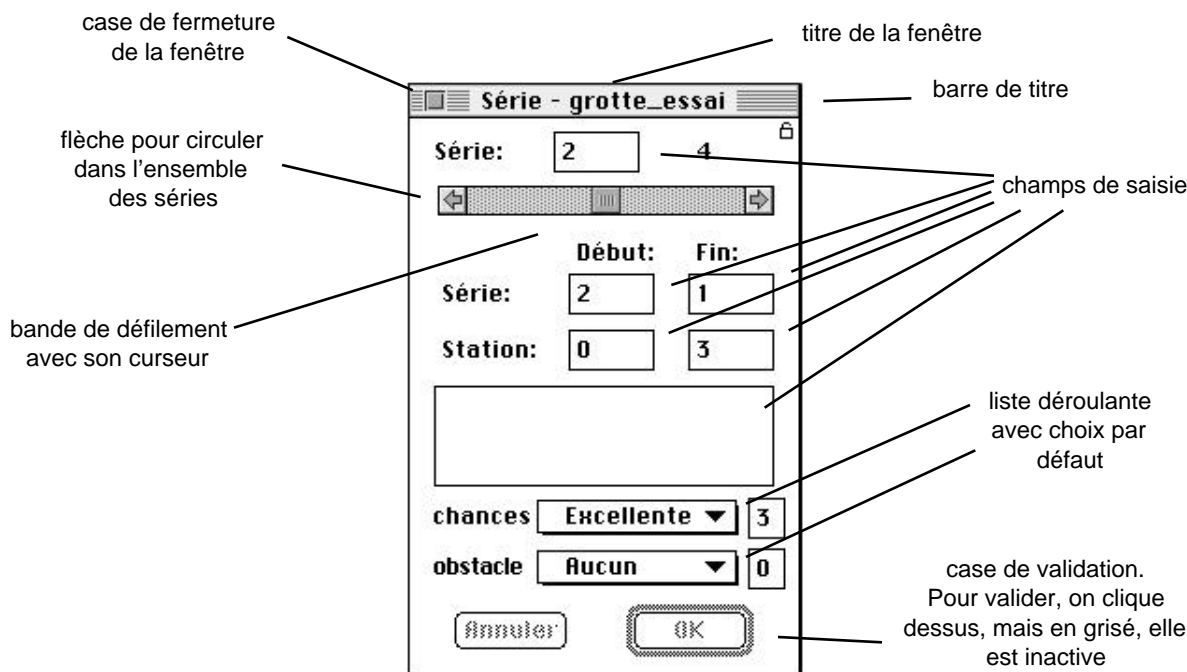 case de fermeture
de la fenêtre
titre de la fenêtre
barre de titre
Série - grotte_essai
flèche pour circuler
dans l'ensemble
des séries
Série: 2 4
champs de saisie
Début: Fin:
Série: 2 1
bande de défilement
avec son curseur
Station: 0 3
liste déroulante
avec choix par
défaut
chances Excellente 3
obstacle Aucun 0
case de validation.
Pour valider, on clique
dessus, mais en grisé, elle
est inactive
Annuler OK